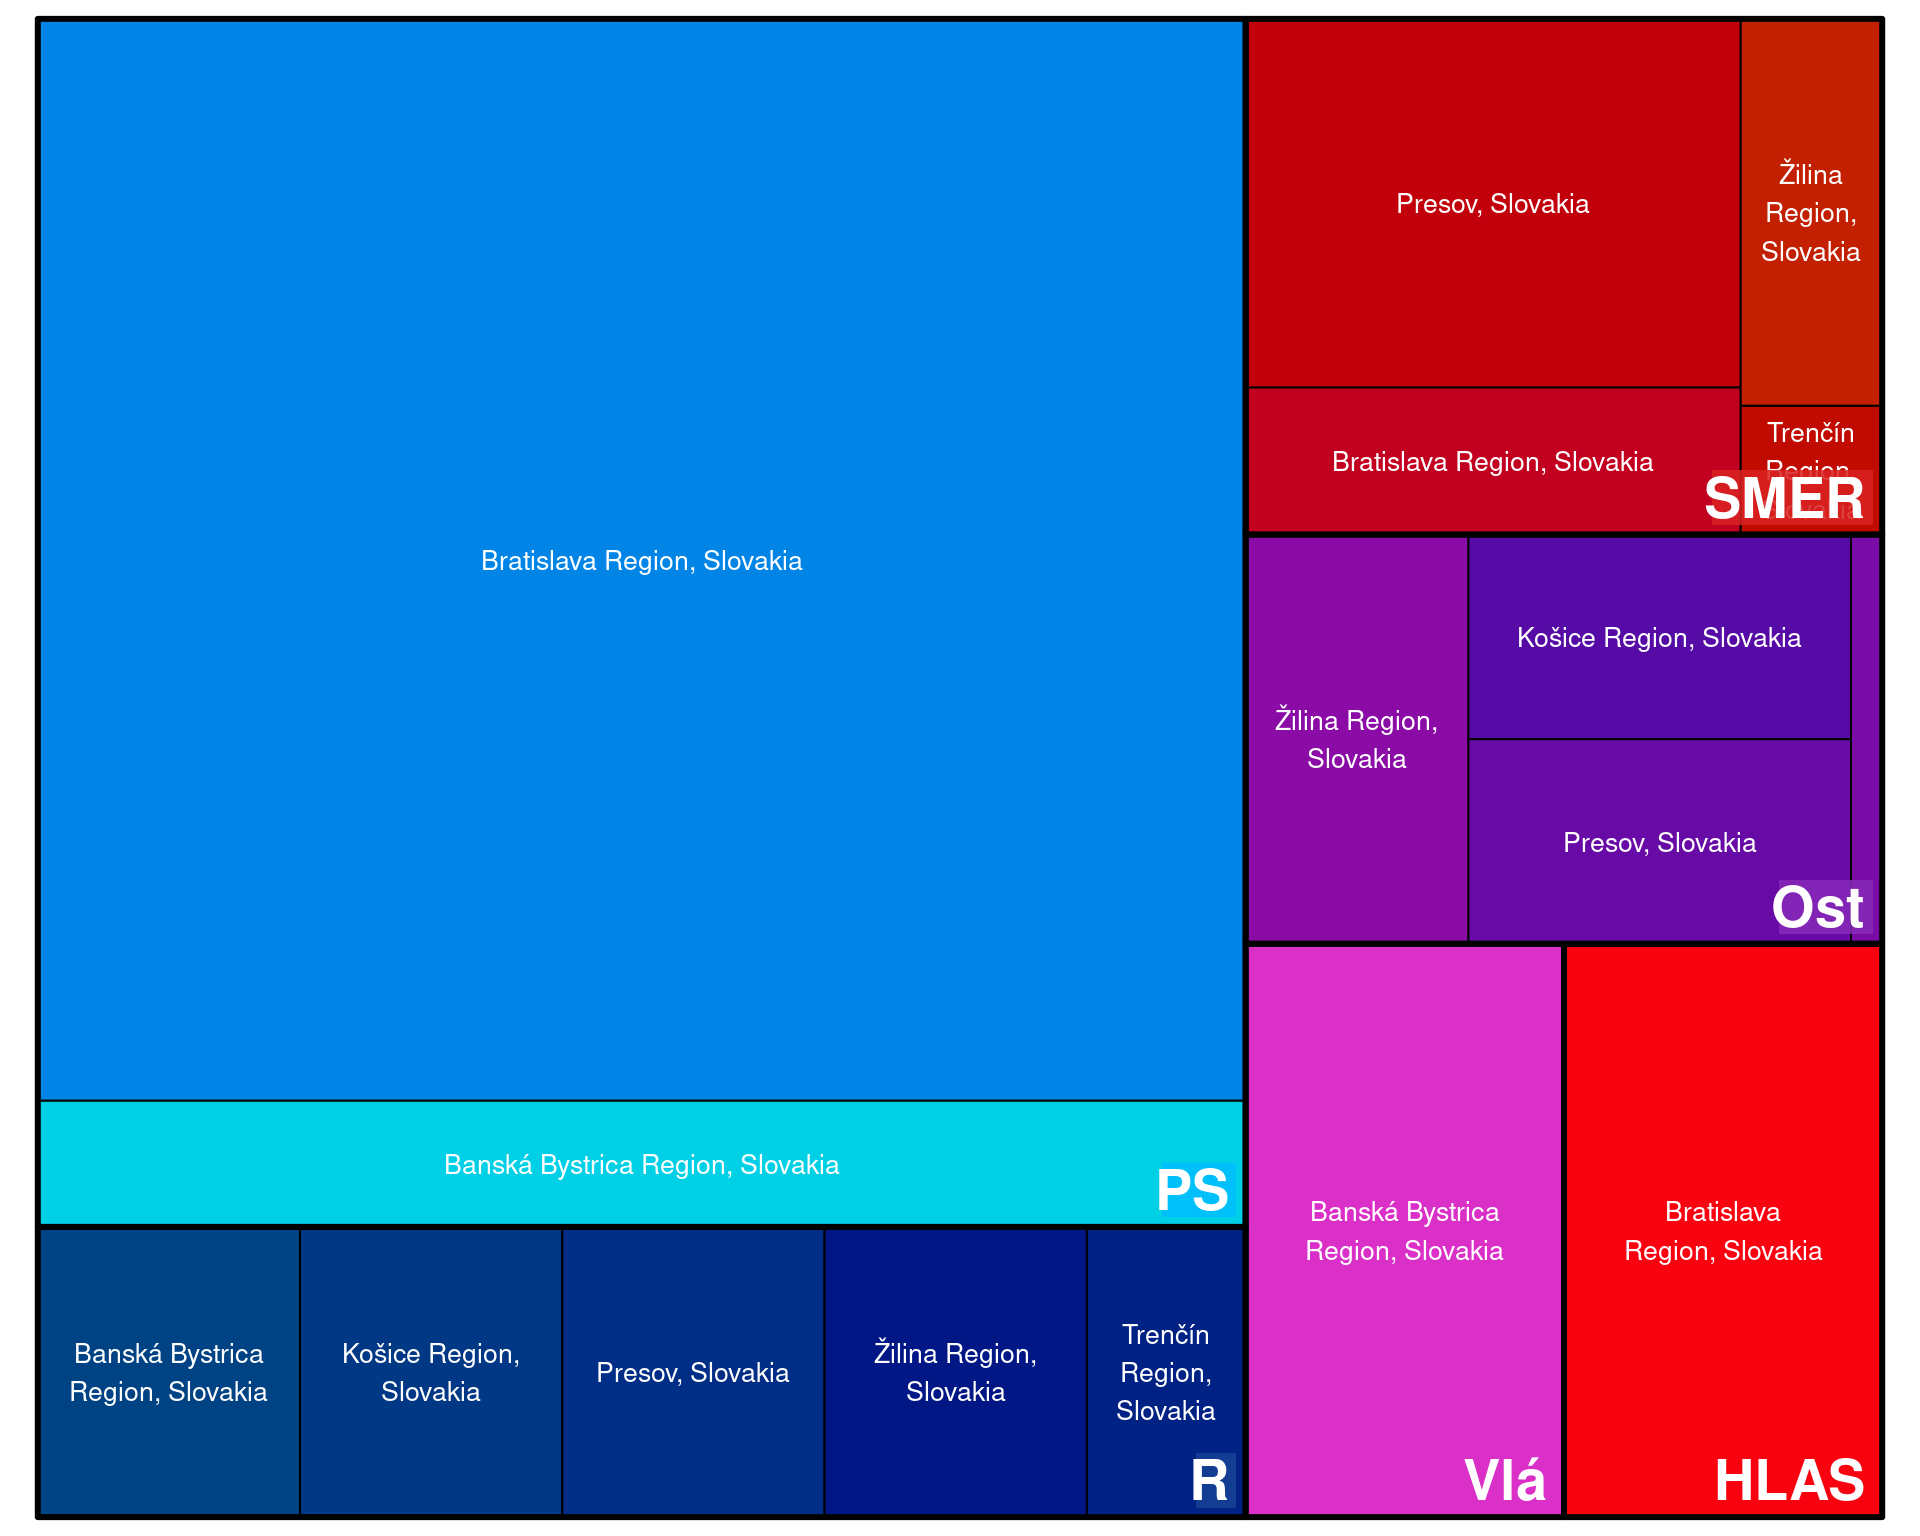 Bratislava Region, Slovakia
Banská Bystrica Region, Slovakia
PS
Banská Bystrica
Region, Slovakia
Košice Region,
Slovakia
Presov, Slovakia
Žilina Region,
Slovakia
Trenčín
Region,
Slovakia
R
Presov, Slovakia
Žilina
Region,
Slovakia
Bratislava Region, Slovakia
Trenčín
Region,
SMER
Žilina Region,
Slovakia
Košice Region, Slovakia
Presov, Slovakia
Ost
Banská Bystrica
Region, Slovakia
Vlá
Bratislava
Region, Slovakia
HLAS